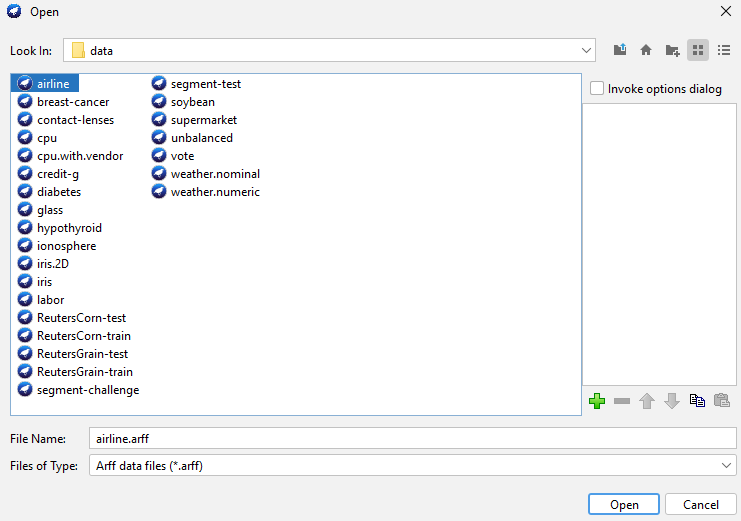 Open
Look In:
data
airline
breast-cancer
contact-lenses
cpu
cpu.with.vendor
credit-g
diabetes
glass
hypothyroid
ionosphere
iris.2D
iris
labor
ReutersCorn-test
ReutersCorn-train
ReutersGrain-test
ReutersGrain-train
segment-challenge
segment-test
soybean
supermarket
unbalanced
vote
weather.nominal
weather.numeric
Invoke options dialog
File Name:
airline.arff
Files of Type:
Arff data files (*.arff)
Open
Cancel